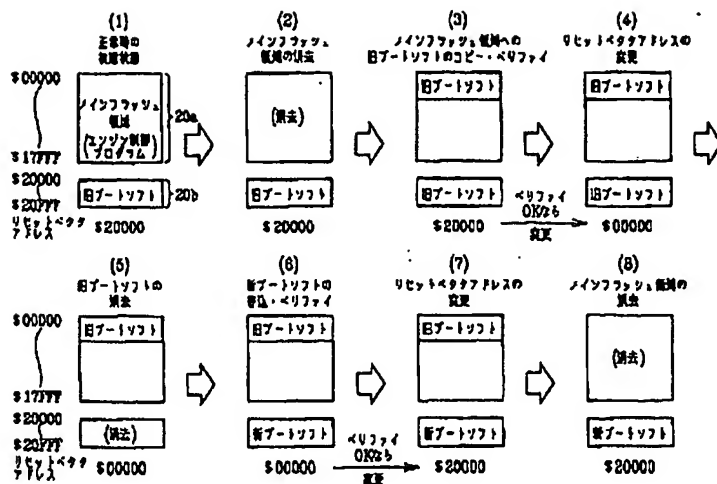 (1)
正常時の
初期状態
(2)
メインフラッシュ
領域の消去
(3)
メインフラッシュ領域への
旧ブートソフトのコピー・ベリファイ
(4)
リセットベクタアドレスの
変更
$00000
$17FFF
メインフラッシュ
領域
(エンジン制御
プログラム)
20a
(消去)
旧ブートソフト
旧ブートソフト
$20000
$20FFF
旧ブートソフト
20b
旧ブートソフト
旧ブートソフト
旧ブートソフト
リセットベクタ
アドレス
$20000
$20000
$20000
ベリファイ
OKなら
変更
$00000
(5)
旧ブートソフトの
消去
(6)
新ブートソフトの
書込・ベリファイ
(7)
リセットベクタアドレスの
変更
(8)
メインフラッシュ領域の
消去
$00000
$17FFF
旧ブートソフト
旧ブートソフト
旧ブートソフト
(消去)
$20000
$20FFF
(消去)
新ブートソフト
新ブートソフト
新ブートソフト
リセットベクタ
アドレス
$00000
$00000
ベリファイ
OKなら
変更
$20000
$20000